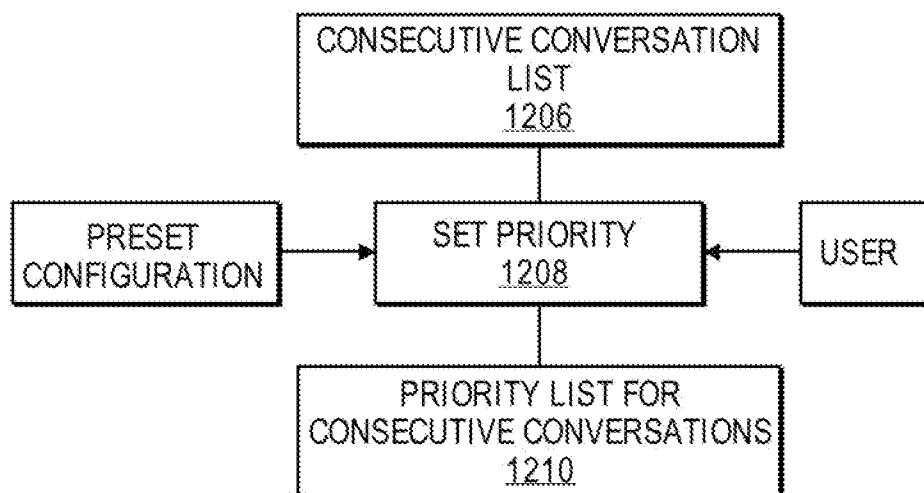 CONSECUTIVE CONVERSATION
LIST
1206
PRESET
CONFIGURATION
SET PRIORITY
1208
USER
PRIORITY LIST FOR
CONSECUTIVE CONVERSATIONS
1210